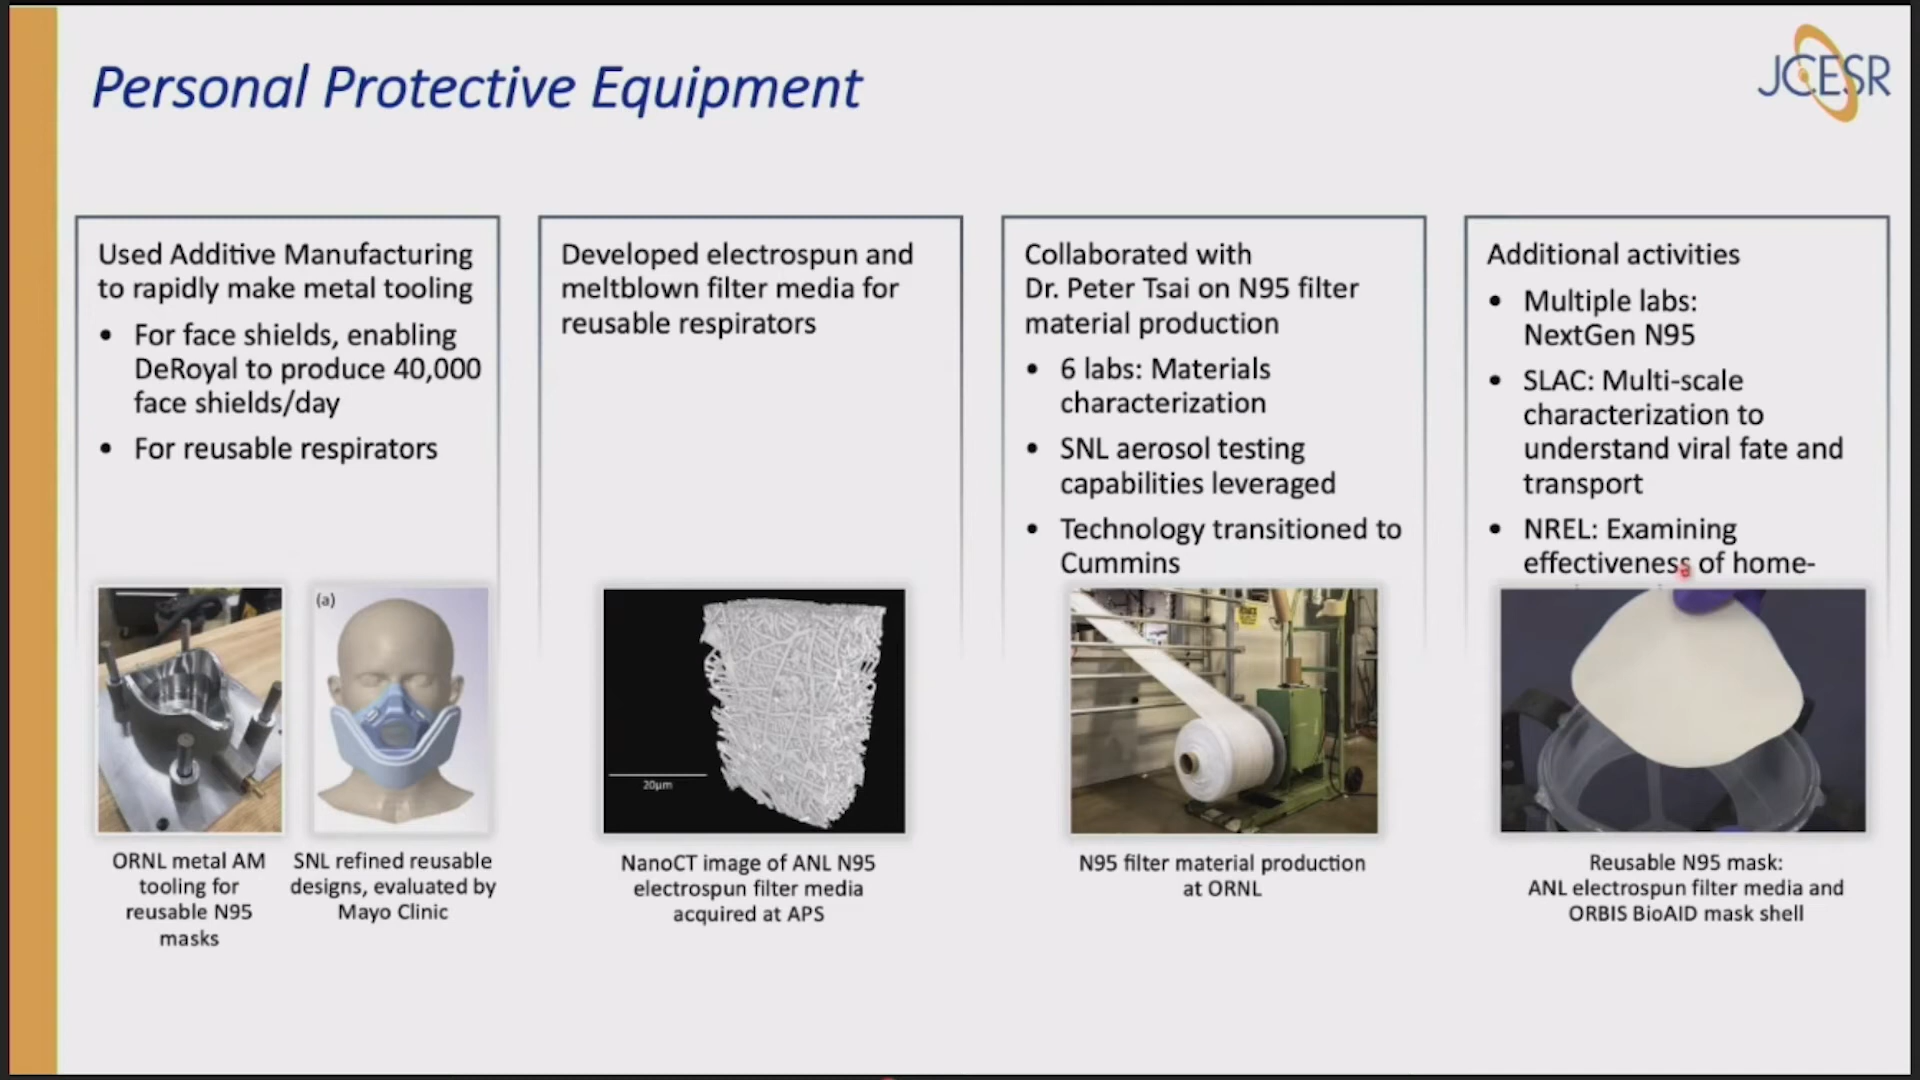 Personal Protective Equipment
JCESR
Used Additive Manufacturing
to rapidly make metal tooling
• For face shields, enabling
DeRoyal to produce 40,000
face shields/day
• For reusable respirators
(a)
ORNL metal AM
tooling for
reusable N95
masks
SNL refined reusable
designs, evaluated by
Mayo Clinic
Developed electrospun and
meltblown filter media for
reusable respirators
20μm
NanoCT image of ANL N95
electrospun filter media
acquired at APS
Collaborated with
Dr. Peter Tsai on N95 filter
material production
• 6 labs: Materials
characterization
• SNL aerosol testing
capabilities leveraged
• Technology transitioned to
Cummins
N95 filter material production
at ORNL
Additional activities
• Multiple labs:
NextGen N95
• SLAC: Multi-scale
characterization to
understand viral fate and
transport
• NREL: Examining
effectiveness of home-
Reusable N95 mask:
ANL electrospun filter media and
ORBIS BioAID mask shell